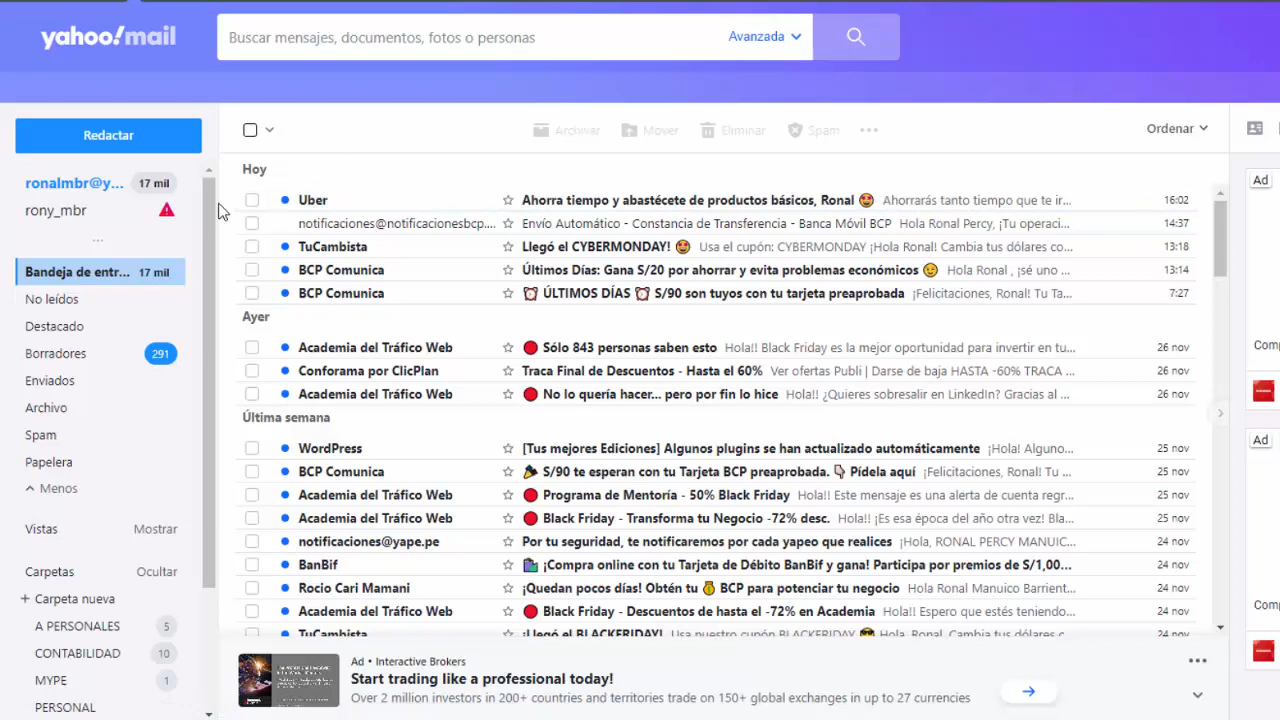 yahoo!mail
Buscar mensajes, documentos, fotos o personas
Avanzada
Redactar
ronalmbr@y... 17 mil
rony_mbr
...
Bandeja de entr... 17 mil
No leídos
Destacado
Borradores 291
Enviados
Archivo
Spam
Papelera
Menos
Vistas Mostrar
Carpetas Ocultar
+ Carpeta nueva
A PERSONALES 5
CONTABILIDAD 10
MYPE 1
PERSONAL
Archivar Mover Eliminar Spam ••• Ordenar
Hoy
Uber Ahorra tiempo y abastécete de productos básicos, Ronal 🤩 Ahorrarás tanto tiempo que te ir... 16:02
notificaciones@notificacionesbcp.... Envío Automático - Constancia de Transferencia - Banca Móvil BCP Hola Ronal Percy, ¡Tu operaci... 14:37
TuCambista Llegó el CYBERMONDAY! 🤩 Usa el cupón: CYBERMONDAY ¡Hola Ronal! Cambia tus dólares co... 13:18
BCP Comunica Últimos Días: Gana S/20 por ahorrar y evita problemas económicos 😉 Hola Ronal , ¡sé uno ... 13:14
BCP Comunica ⏰ ÚLTIMOS DÍAS ⏰ S/90 son tuyos con tu tarjeta preaprobada ¡Felicitaciones, Ronal! Tu Ta... 7:27
Ayer
Academia del Tráfico Web 🔴 Sólo 843 personas saben esto Hola!! Black Friday es la mejor oportunidad para invertir en tu... 26 nov
Conforama por ClicPlan Traca Final de Descuentos - Hasta el 60% Ver ofertas Publi | Darse de baja HASTA -60% TRACA ... 26 nov
Academia del Tráfico Web 🔴 No lo quería hacer... pero por fin lo hice Hola!! ¿Quieres sobresalir en LinkedIn? Gracias al ... 26 nov
Última semana
WordPress [Tus mejores Ediciones] Algunos plugins se han actualizado automáticamente ¡Hola! Alguno... 25 nov
BCP Comunica 🎉 S/90 te esperan con tu Tarjeta BCP preaprobada. 👇 Pídela aquí ¡Felicitaciones, Ronal! Tu ... 25 nov
Academia del Tráfico Web 🔴 Programa de Mentoría - 50% Black Friday Hola!! Este mensaje es una alerta de cuenta regr... 25 nov
Academia del Tráfico Web 🔴 Black Friday - Transforma tu Negocio -72% desc. Hola!! ¡Es esa época del año otra vez! Bla... 25 nov
notificaciones@yape.pe Por tu seguridad, te notificaremos por cada yapeo que realices ¡Hola, RONAL PERCY MANUIC... 24 nov
BanBif 🛍️ ¡Compra online con tu Tarjeta de Débito BanBif y gana! Participa por premios de S/1,00... 24 nov
Rocio Cari Mamani ¡Quedan pocos días! Obtén tu 💰 BCP para potenciar tu negocio Hola Ronal Manuico Barrient... 24 nov
Academia del Tráfico Web 🔴 Black Friday - Descuentos de hasta el -72% en Academia Hola!! Espero que estés teniendo... 24 nov
TuCambista ¡Llegó el BLACKFRIDAY! Usa nuestro cupón BLACKFRIDAY 😎 Hola, Ronal. Cambia tus dólares c... 24 nov
Ad • Interactive Brokers
Start trading like a professional today!
Over 2 million investors in 200+ countries and territories trade on 150+ global exchanges in up to 27 currencies
Ad
Comp
Ad
Comp